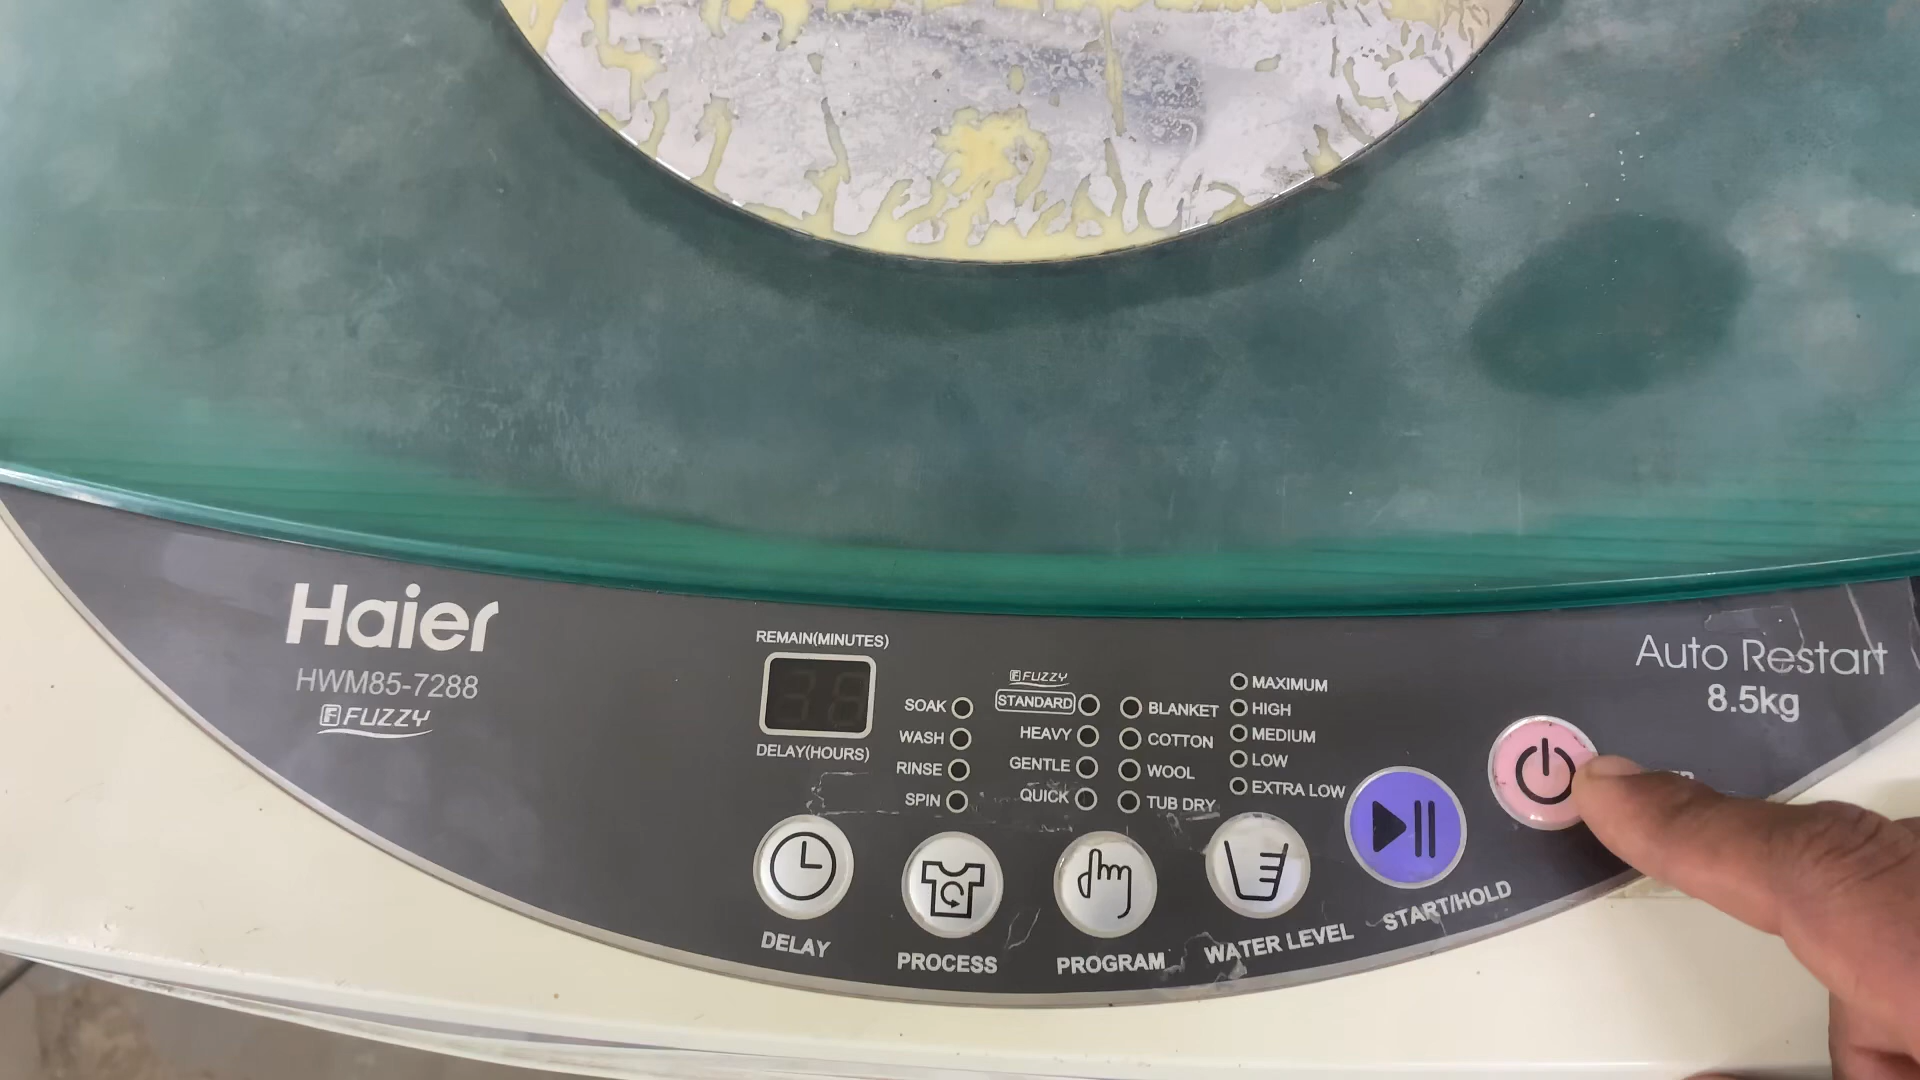 Haier
HWM85-7288
F FUZZY
REMAIN(MINUTES)
DELAY(HOURS)
SOAK
WASH
RINSE
SPIN
F FUZZY
STANDARD
HEAVY
GENTLE
QUICK
BLANKET
COTTON
WOOL
TUB DRY
MAXIMUM
HIGH
MEDIUM
LOW
EXTRA LOW
Auto Restart
8.5kg
DELAY
PROCESS
PROGRAM
WATER LEVEL
START/HOLD